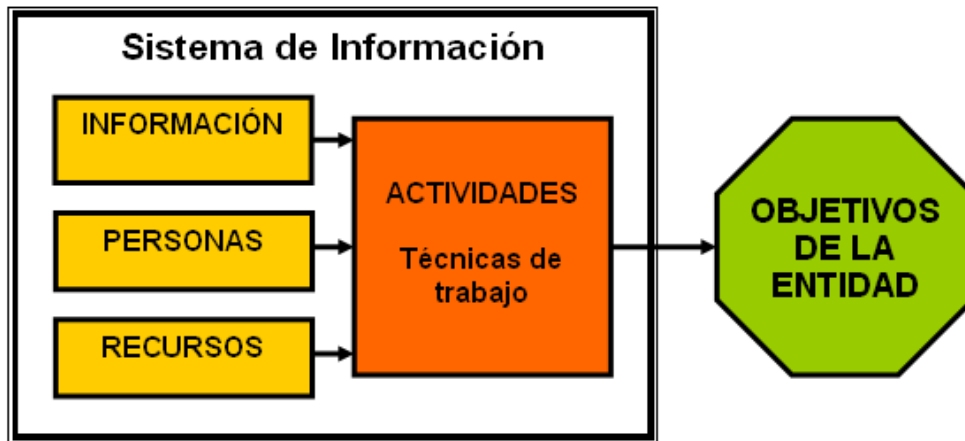 Sistema de Información
INFORMACIÓN
PERSONAS
RECURSOS
ACTIVIDADES
Técnicas de
trabajo
OBJETIVOS
DE LA
ENTIDAD